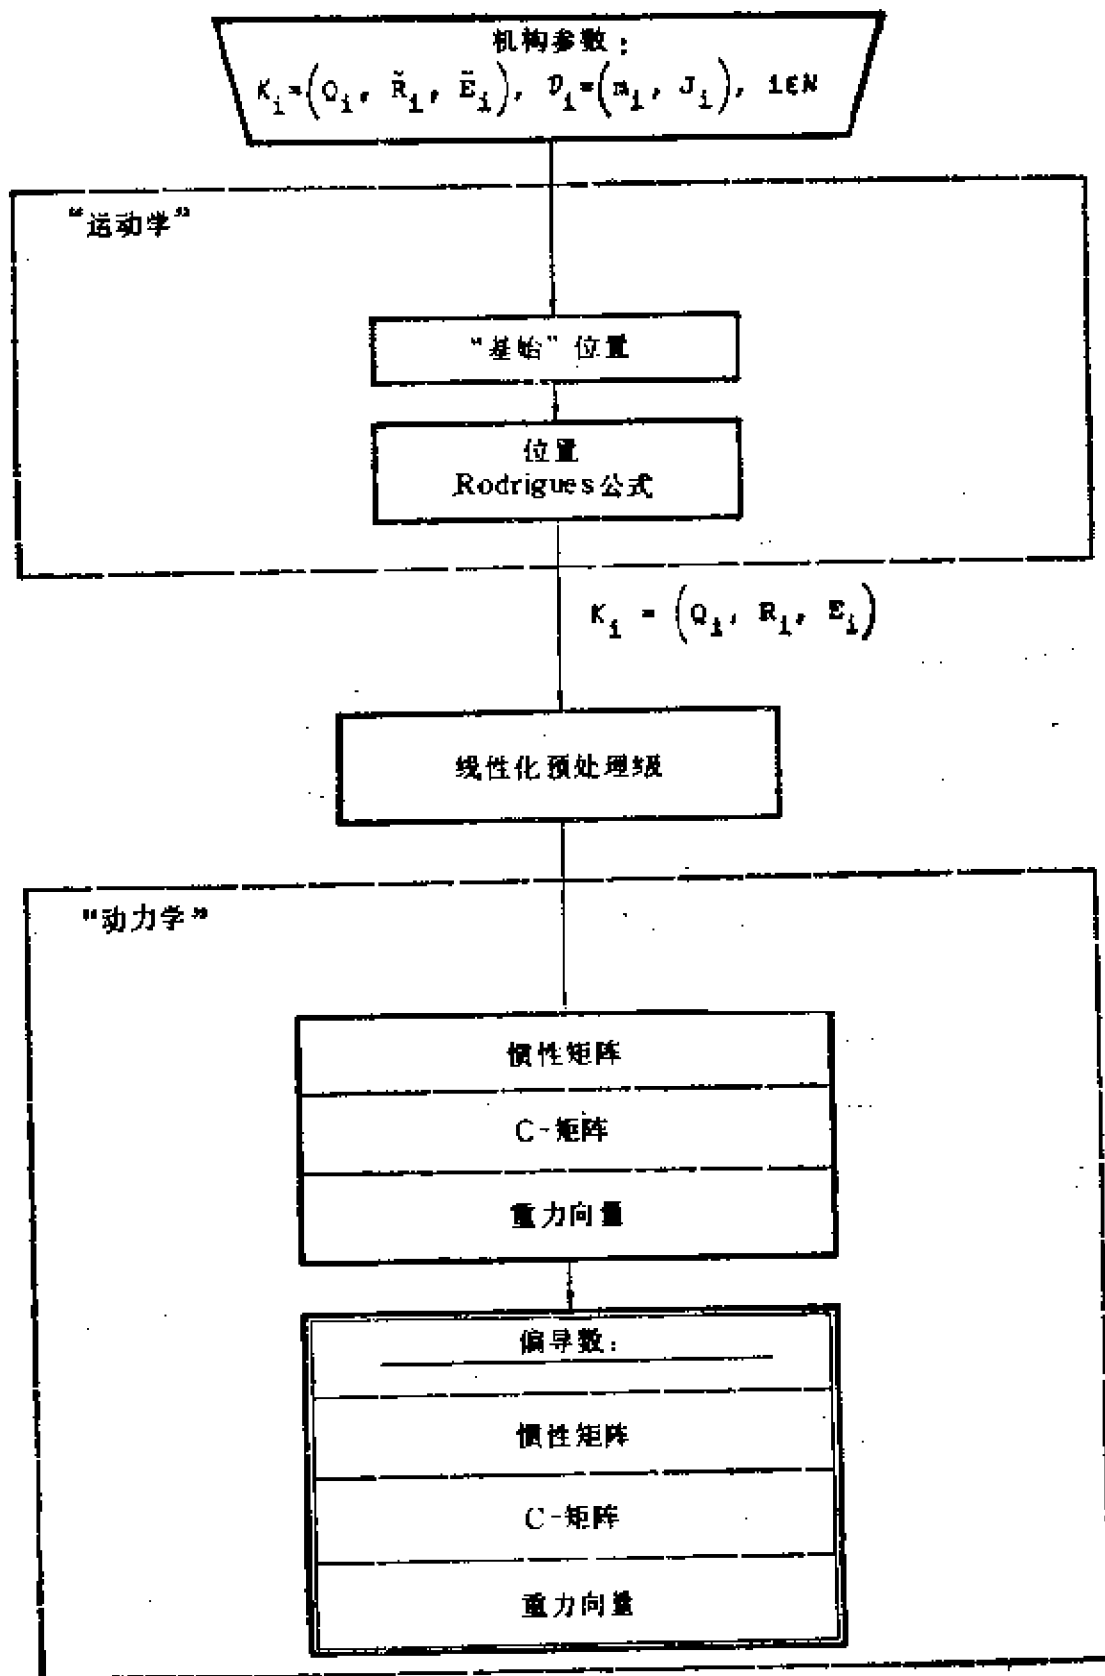 机构参数：
K_i=(Q_i, R̃_i, Ẽ_i), D_i=(m_i, J_i), i∈N
“运动学”
“基始”位置
位置
Rodrigues公式
K_i = (Q_i, R_i, E_i)
线性化预处理级
“动力学”
惯性矩阵
C-矩阵
重力向量
偏导数：
惯性矩阵
C-矩阵
重力向量